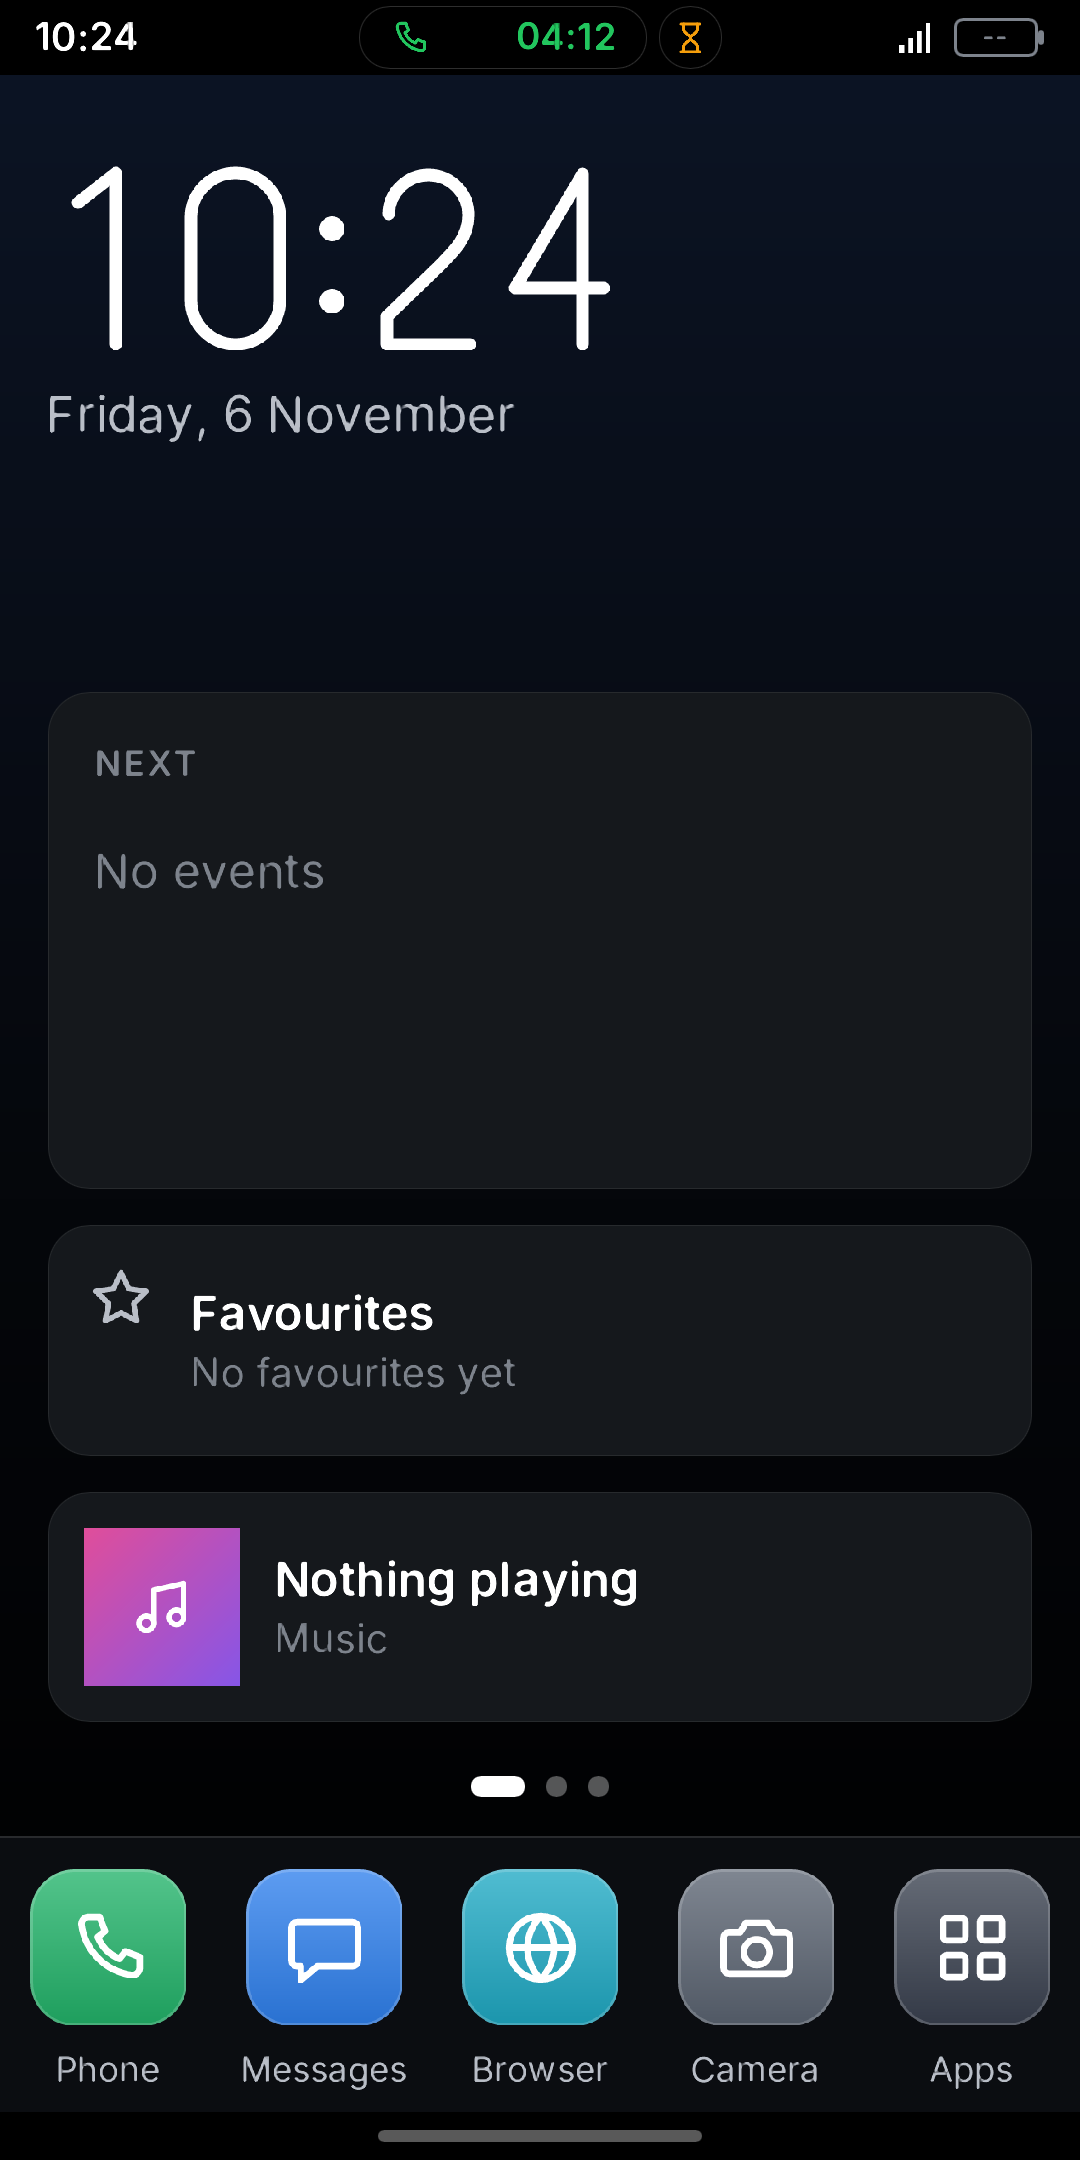 10:24
04:12
--
10:24
Friday, 6 November
NEXT
No events
Favourites
No favourites yet
Nothing playing
Music
Phone
Messages
Browser
Camera
Apps